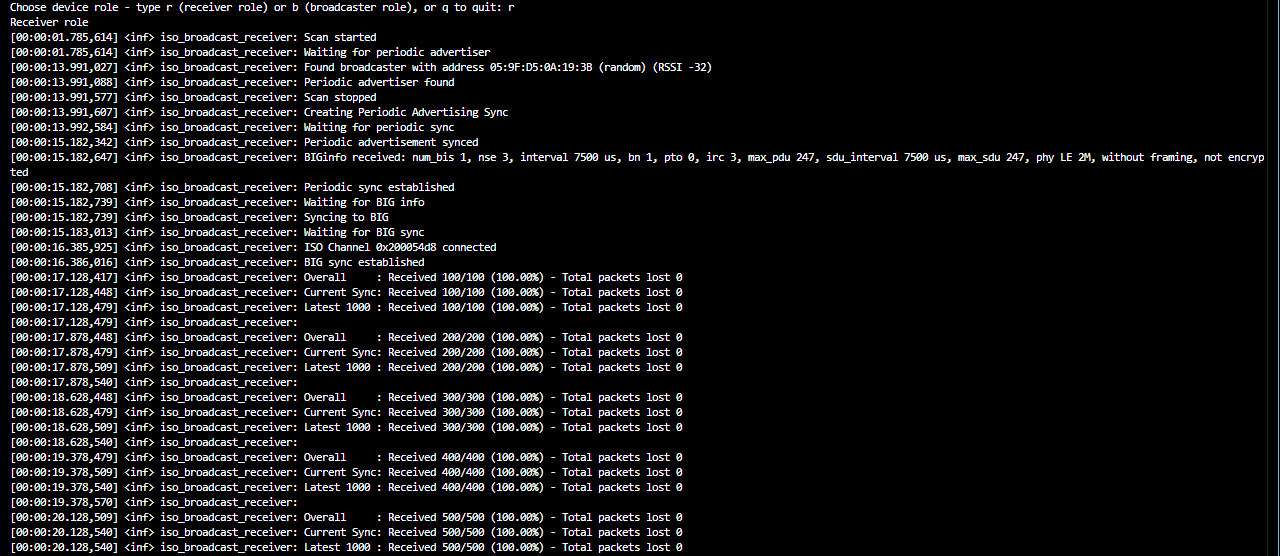 Choose device role - type r (receiver role) or b (broadcaster role), or q to quit: r
Receiver role
[00:00:01.785,614] <inf> iso_broadcast_receiver: Scan started
[00:00:01.785,614] <inf> iso_broadcast_receiver: Waiting for periodic advertiser
[00:00:13.991,027] <inf> iso_broadcast_receiver: Found broadcaster with address 05:9F:D5:0A:19:3B (random) (RSSI -32)
[00:00:13.991,088] <inf> iso_broadcast_receiver: Periodic advertiser found
[00:00:13.991,577] <inf> iso_broadcast_receiver: Scan stopped
[00:00:13.991,607] <inf> iso_broadcast_receiver: Creating Periodic Advertising Sync
[00:00:13.992,584] <inf> iso_broadcast_receiver: Waiting for periodic sync
[00:00:15.182,342] <inf> iso_broadcast_receiver: Periodic advertisement synced
[00:00:15.182,647] <inf> iso_broadcast_receiver: BIGinfo received: num_bis 1, nse 3, interval 7500 us, bn 1, pto 0, irc 3, max_pdu 247, sdu_interval 7500 us, max_sdu 247, phy LE 2M, without framing, not encryp
ted
[00:00:15.182,708] <inf> iso_broadcast_receiver: Periodic sync established
[00:00:15.182,739] <inf> iso_broadcast_receiver: Waiting for BIG info
[00:00:15.182,739] <inf> iso_broadcast_receiver: Syncing to BIG
[00:00:15.183,013] <inf> iso_broadcast_receiver: Waiting for BIG sync
[00:00:16.385,925] <inf> iso_broadcast_receiver: ISO Channel 0x200054d8 connected
[00:00:16.386,016] <inf> iso_broadcast_receiver: BIG sync established
[00:00:17.128,417] <inf> iso_broadcast_receiver: Overall     : Received 100/100 (100.00%) - Total packets lost 0
[00:00:17.128,448] <inf> iso_broadcast_receiver: Current Sync: Received 100/100 (100.00%) - Total packets lost 0
[00:00:17.128,479] <inf> iso_broadcast_receiver: Latest 1000 : Received 100/100 (100.00%) - Total packets lost 0
[00:00:17.128,479] <inf> iso_broadcast_receiver:
[00:00:17.878,448] <inf> iso_broadcast_receiver: Overall     : Received 200/200 (100.00%) - Total packets lost 0
[00:00:17.878,479] <inf> iso_broadcast_receiver: Current Sync: Received 200/200 (100.00%) - Total packets lost 0
[00:00:17.878,509] <inf> iso_broadcast_receiver: Latest 1000 : Received 200/200 (100.00%) - Total packets lost 0
[00:00:17.878,540] <inf> iso_broadcast_receiver:
[00:00:18.628,448] <inf> iso_broadcast_receiver: Overall     : Received 300/300 (100.00%) - Total packets lost 0
[00:00:18.628,479] <inf> iso_broadcast_receiver: Current Sync: Received 300/300 (100.00%) - Total packets lost 0
[00:00:18.628,509] <inf> iso_broadcast_receiver: Latest 1000 : Received 300/300 (100.00%) - Total packets lost 0
[00:00:18.628,540] <inf> iso_broadcast_receiver:
[00:00:19.378,479] <inf> iso_broadcast_receiver: Overall     : Received 400/400 (100.00%) - Total packets lost 0
[00:00:19.378,509] <inf> iso_broadcast_receiver: Current Sync: Received 400/400 (100.00%) - Total packets lost 0
[00:00:19.378,540] <inf> iso_broadcast_receiver: Latest 1000 : Received 400/400 (100.00%) - Total packets lost 0
[00:00:19.378,570] <inf> iso_broadcast_receiver:
[00:00:20.128,509] <inf> iso_broadcast_receiver: Overall     : Received 500/500 (100.00%) - Total packets lost 0
[00:00:20.128,540] <inf> iso_broadcast_receiver: Current Sync: Received 500/500 (100.00%) - Total packets lost 0
[00:00:20.128,540] <inf> iso_broadcast_receiver: Latest 1000 : Received 500/500 (100.00%) - Total packets lost 0